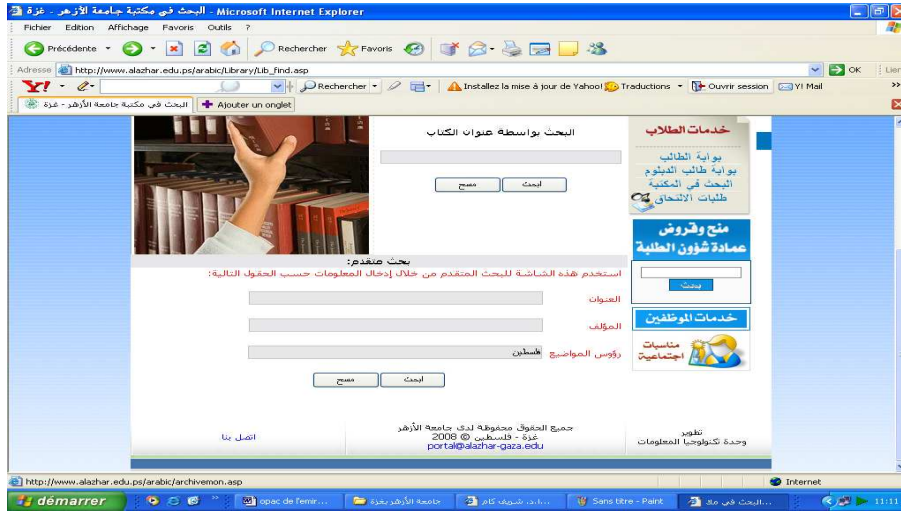 البحث في مكتبة جامعة الأزهر - غزة - Microsoft Internet Explorer
Fichier Edition Affichage Favoris Outils ?
Précédente Rechercher Favoris
Adresse http://www.alazhar.edu.ps/arabic/Library/Lib_find.asp OK Lien
Y! Rechercher Installez la mise à jour de Yahoo! Traductions Ouvrir session Y! Mail »
البحث في مكتبة جامعة الأزهر - غزة Ajouter un onglet
خدمات الطلاب
بوابة الطالب
بوابة طالب الدبلوم
البحث في المكتبة
طلبات الالتحاق
منح وقروض
عمادة شؤون الطلبة
بحث
خدمات الموظفين
مناسبات
اجتماعية
البحث بواسطة عنوان الكتاب
ابحث مسح
بحث متقدم:
استخدم هذه الشاشة للبحث المتقدم من خلال إدخال المعلومات حسب الحقول التالية:
العنوان
المؤلف
رؤوس المواضيع فلسطين
ابحث مسح
تطوير
وحدة تكنولوجيا المعلومات
جميع الحقوق محفوظة لدى جامعة الأزهر
غزة - فلسطين © 2008
portal@alazhar-gaza.edu
اتصل بنا
http://www.alazhar.edu.ps/arabic/archivemon.asp Internet
démarrer » opac de l'emir... جامعة الأزهر بغزة ...ا.د. شريف كام Sans titre - Paint ...البحث في مك 11:11